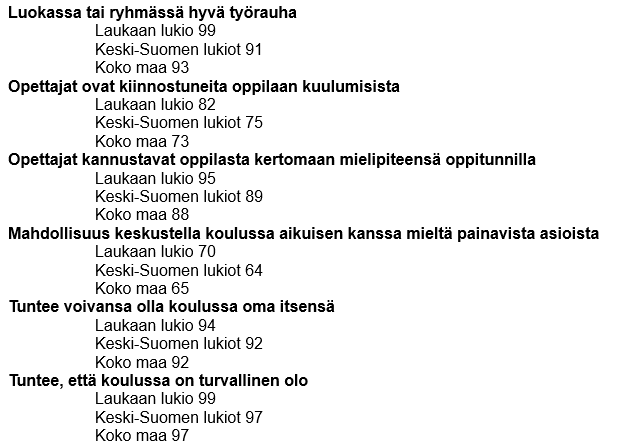 Luokassa tai ryhmässä hyvä työrauha
Laukaan lukio 99
Keski-Suomen lukiot 91
Koko maa 93
Opettajat ovat kiinnostuneita oppilaan kuulumisista
Laukaan lukio 82
Keski-Suomen lukiot 75
Koko maa 73
Opettajat kannustavat oppilasta kertomaan mielipiteensä oppitunnilla
Laukaan lukio 95
Keski-Suomen lukiot 89
Koko maa 88
Mahdollisuus keskustella koulussa aikuisen kanssa mieltä painavista asioista
Laukaan lukio 70
Keski-Suomen lukiot 64
Koko maa 65
Tuntee voivansa olla koulussa oma itsensä
Laukaan lukio 94
Keski-Suomen lukiot 92
Koko maa 92
Tuntee, että koulussa on turvallinen olo
Laukaan lukio 99
Keski-Suomen lukiot 97
Koko maa 97